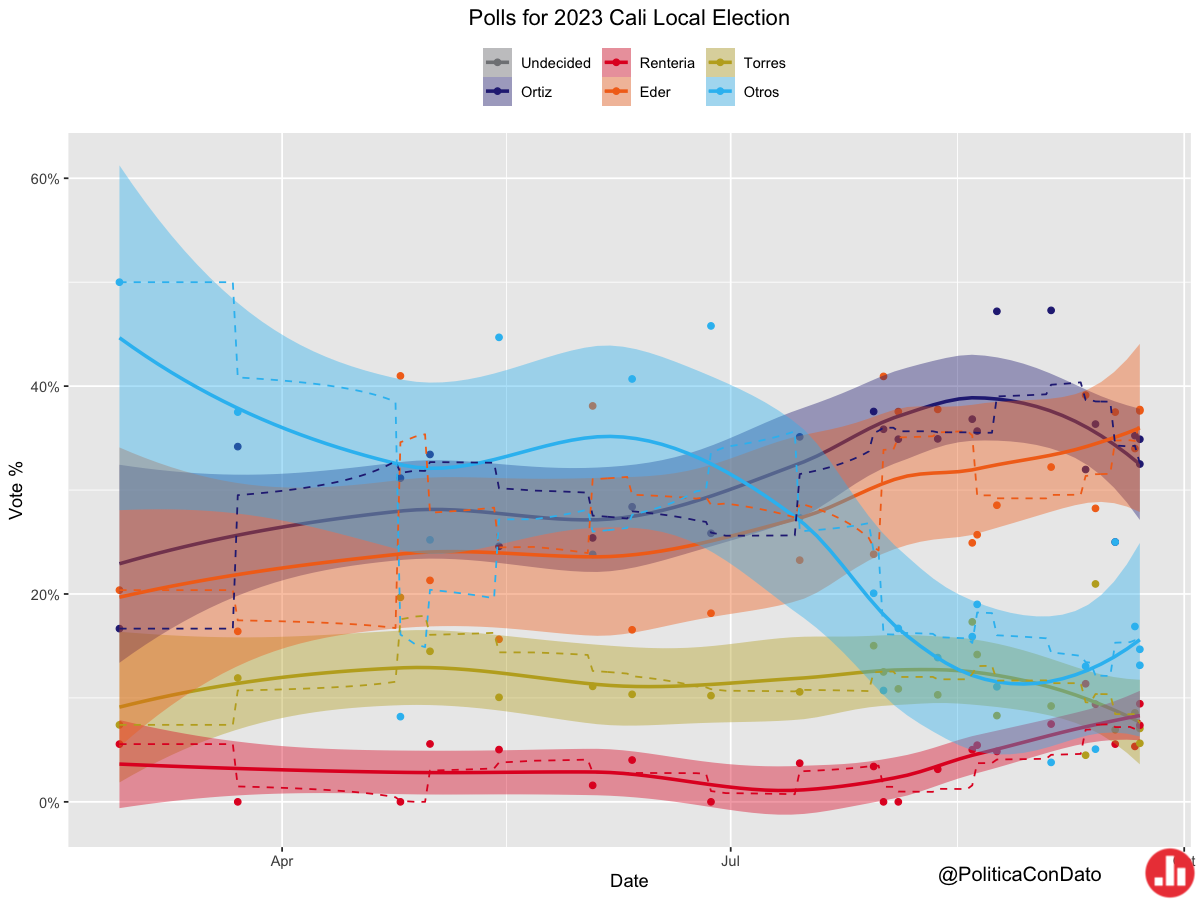 Polls for 2023 Cali Local Election
Undecided Renteria Torres
Ortiz Eder Otros
60%
40%
20%
0%
Vote %
Apr Jul
Date
@PoliticaConDato